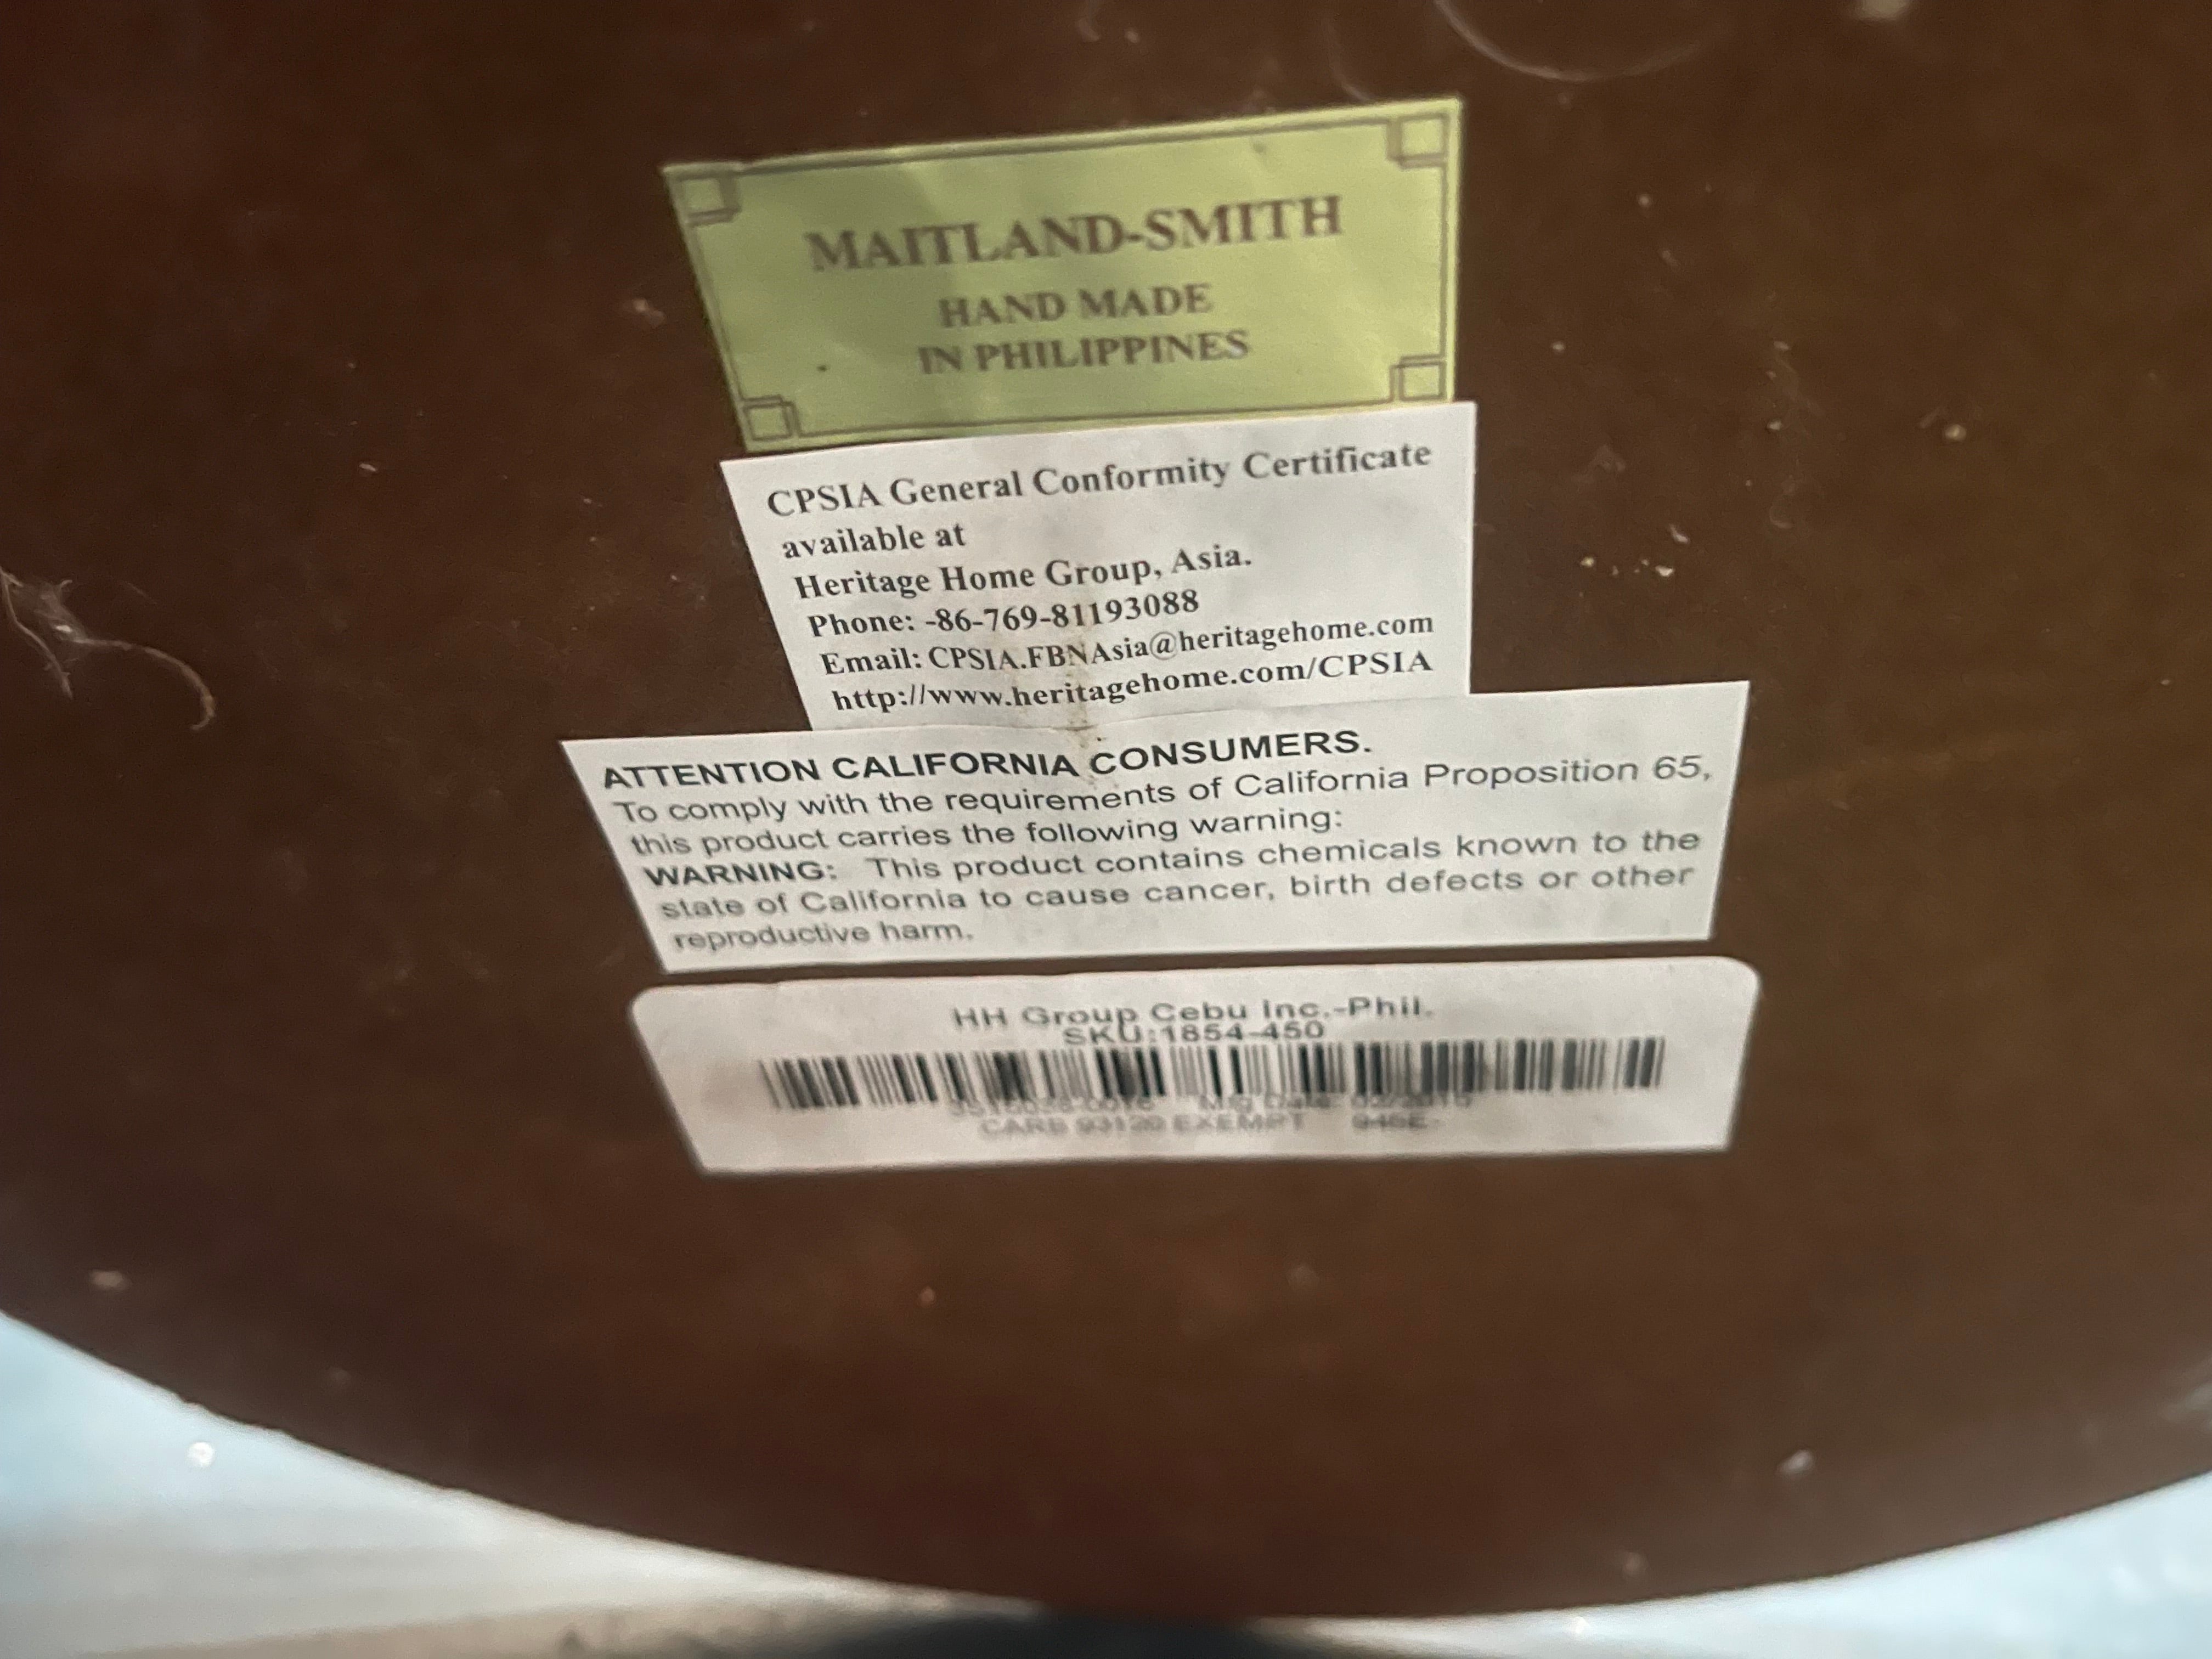 MAITLAND-SMITH
HAND MADE
IN PHILIPPINES
CPSIA General Conformity Certificate
available at
Heritage Home Group, Asia.
Phone: -86-769-81193088
Email: CPSIA.FBNAsia@heritagehome.com
http://www.heritagehome.com/CPSIA
ATTENTION CALIFORNIA CONSUMERS.
To comply with the requirements of California Proposition 65,
this product carries the following warning:
WARNING: This product contains chemicals known to the
state of California to cause cancer, birth defects or other
reproductive harm.
HH Group Cebu Inc.-Phil.
SKU:1854-450
Mfg Date:
CARB 93120 EXEMPT